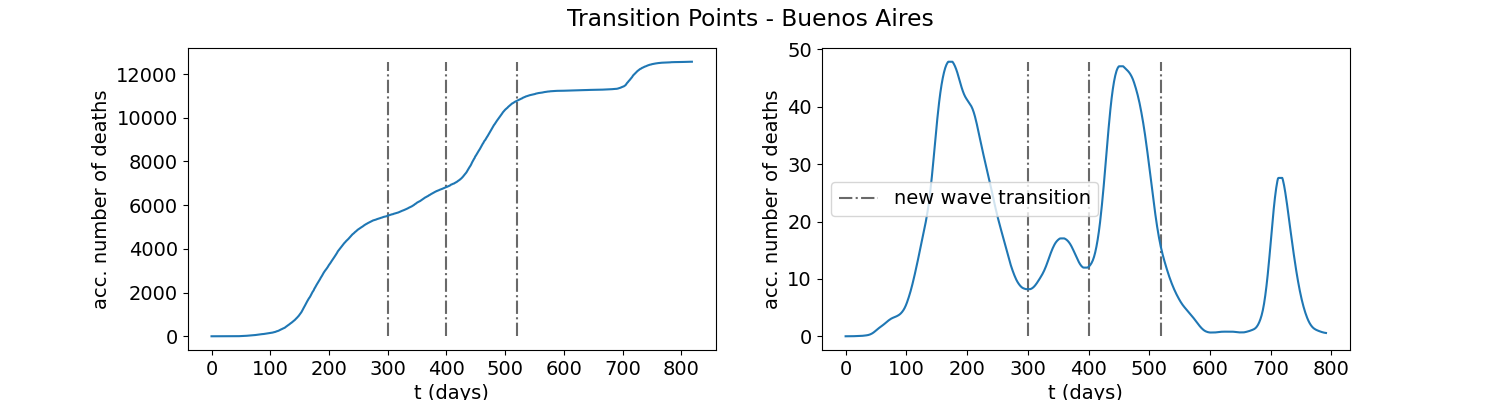 Transition Points - Buenos Aires
acc. number of deaths
12000
10000
8000
6000
4000
2000
0
0 100 200 300 400 500 600 700 800
t (days)
acc. number of deaths
50
40
30
20
10
0
new wave transition
0 100 200 300 400 500 600 700 800
t (days)